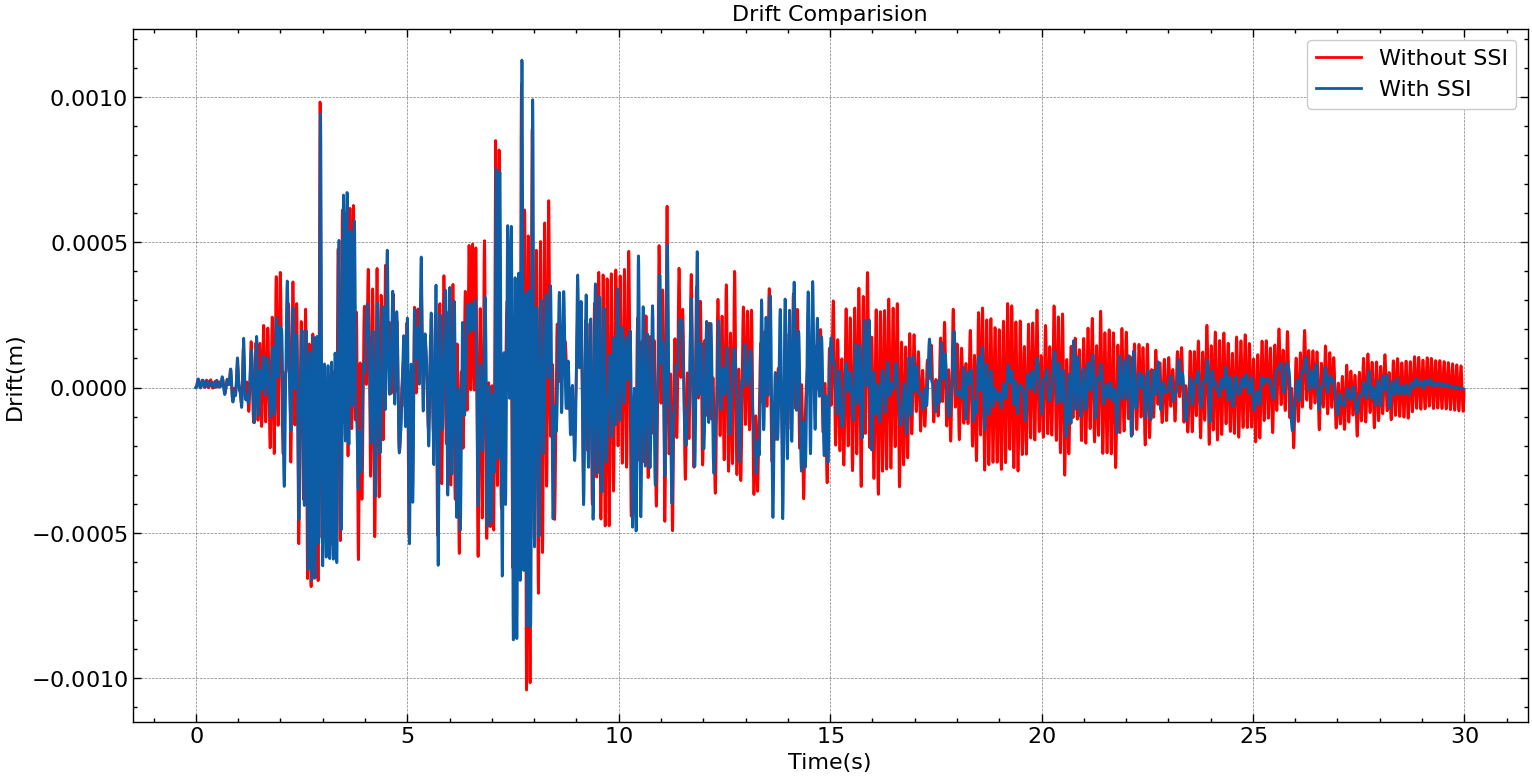 Drift Comparision
Without SSI
With SSI
0.0010
0.0005
0.0000
−0.0005
−0.0010
Drift(m)
0 5 10 15 20 25 30
Time(s)